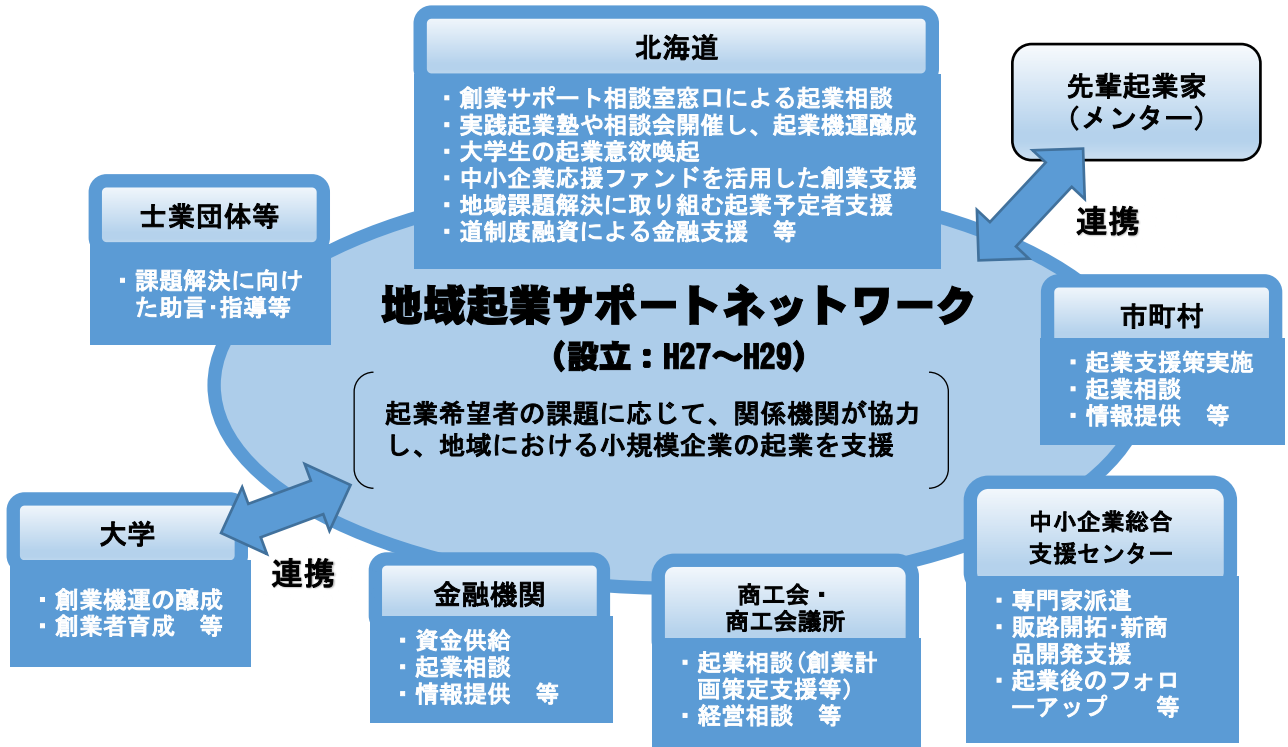 北海道
・創業サポート相談室窓口による起業相談
・実践起業塾や相談会開催し、起業機運醸成
・大学生の起業意欲喚起
・中小企業応援ファンドを活用した創業支援
・地域課題解決に取り組む起業予定者支援
・道制度融資による金融支援　等
先輩起業家
（メンター）
連携
士業団体等
・課題解決に向け
た助言・指導等
地域起業サポートネットワーク
（設立：H27～H29）
起業希望者の課題に応じて、関係機関が協力
し、地域における小規模企業の起業を支援
市町村
・起業支援策実施
・起業相談
・情報提供　等
大学
・創業機運の醸成
・創業者育成　等
連携
金融機関
・資金供給
・起業相談
・情報提供　等
商工会・
商工会議所
・起業相談（創業計
画策定支援等）
・経営相談　等
中小企業総合
支援センター
・専門家派遣
・販路開拓・新商
品開発支援
・起業後のフォロ
ーアップ　　等